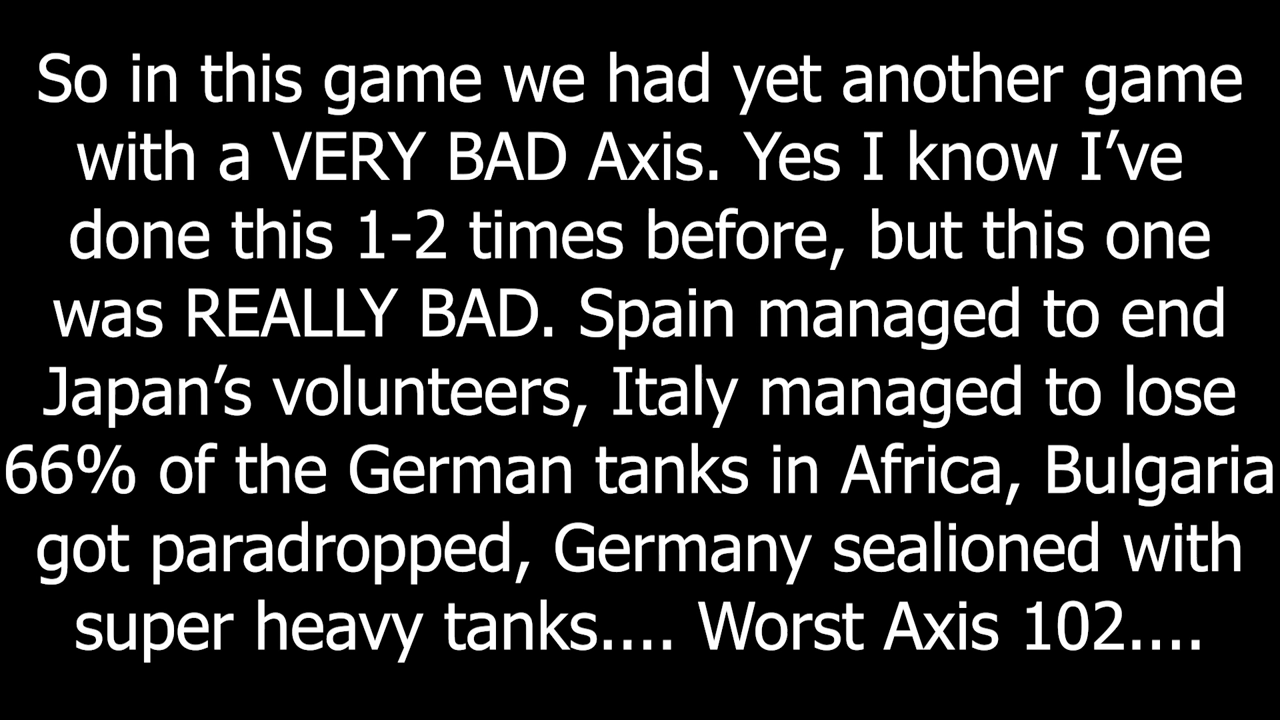 So in this game we had yet another game
with a VERY BAD Axis. Yes I know I’ve
done this 1-2 times before, but this one
was REALLY BAD. Spain managed to end
Japan’s volunteers, Italy managed to lose
66% of the German tanks in Africa, Bulgaria
got paradropped, Germany sealioned with
super heavy tanks.... Worst Axis 102....